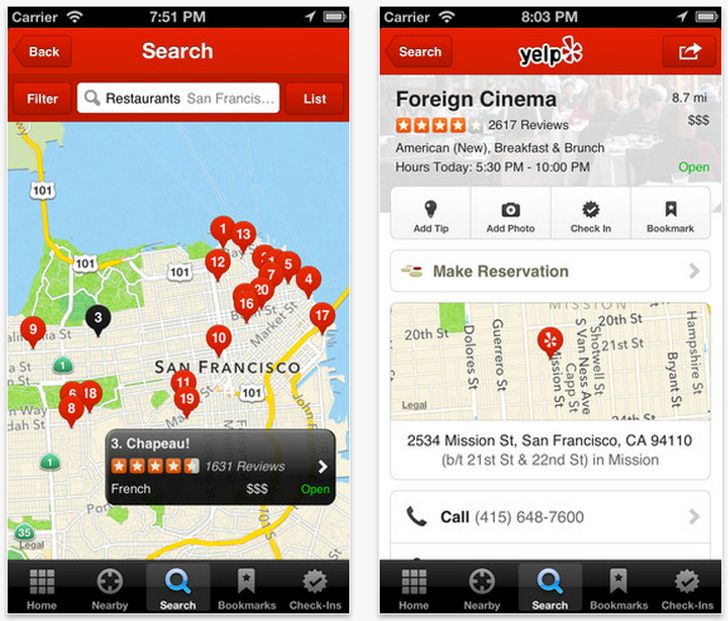 Carrier 7:51 PM
Back Search
Filter Restaurants San Francis... List
101
101
101
1 13
12
5
7 4
20
16
17
3
9
10
1
SAN FRANCISCO
11
101
19
6 18
8
1
35
Legal
3. Chapeau!
1631 Reviews
French $$$ Open
Home Nearby Search Bookmarks Check-Ins
Carrier 8:03 PM
Search yelp
Foreign Cinema 8.7 mi
2617 Reviews $$$
American (New), Breakfast & Brunch
Hours Today: 5:30 PM - 10:00 PM Open
Add Tip Add Photo Check In Bookmark
Make Reservation
MISSION
20th St 20th St
21st St
Dolores St
Guerrero St
Mission St
S Van Ness Ave
Capp St
Shotwell St
Bryant St
Hampshire St
Legal
2534 Mission St, San Francisco, CA 94110
(b/t 21st St & 22nd St) in Mission
Call (415) 648-7600
Home Nearby Search Bookmarks Check-Ins